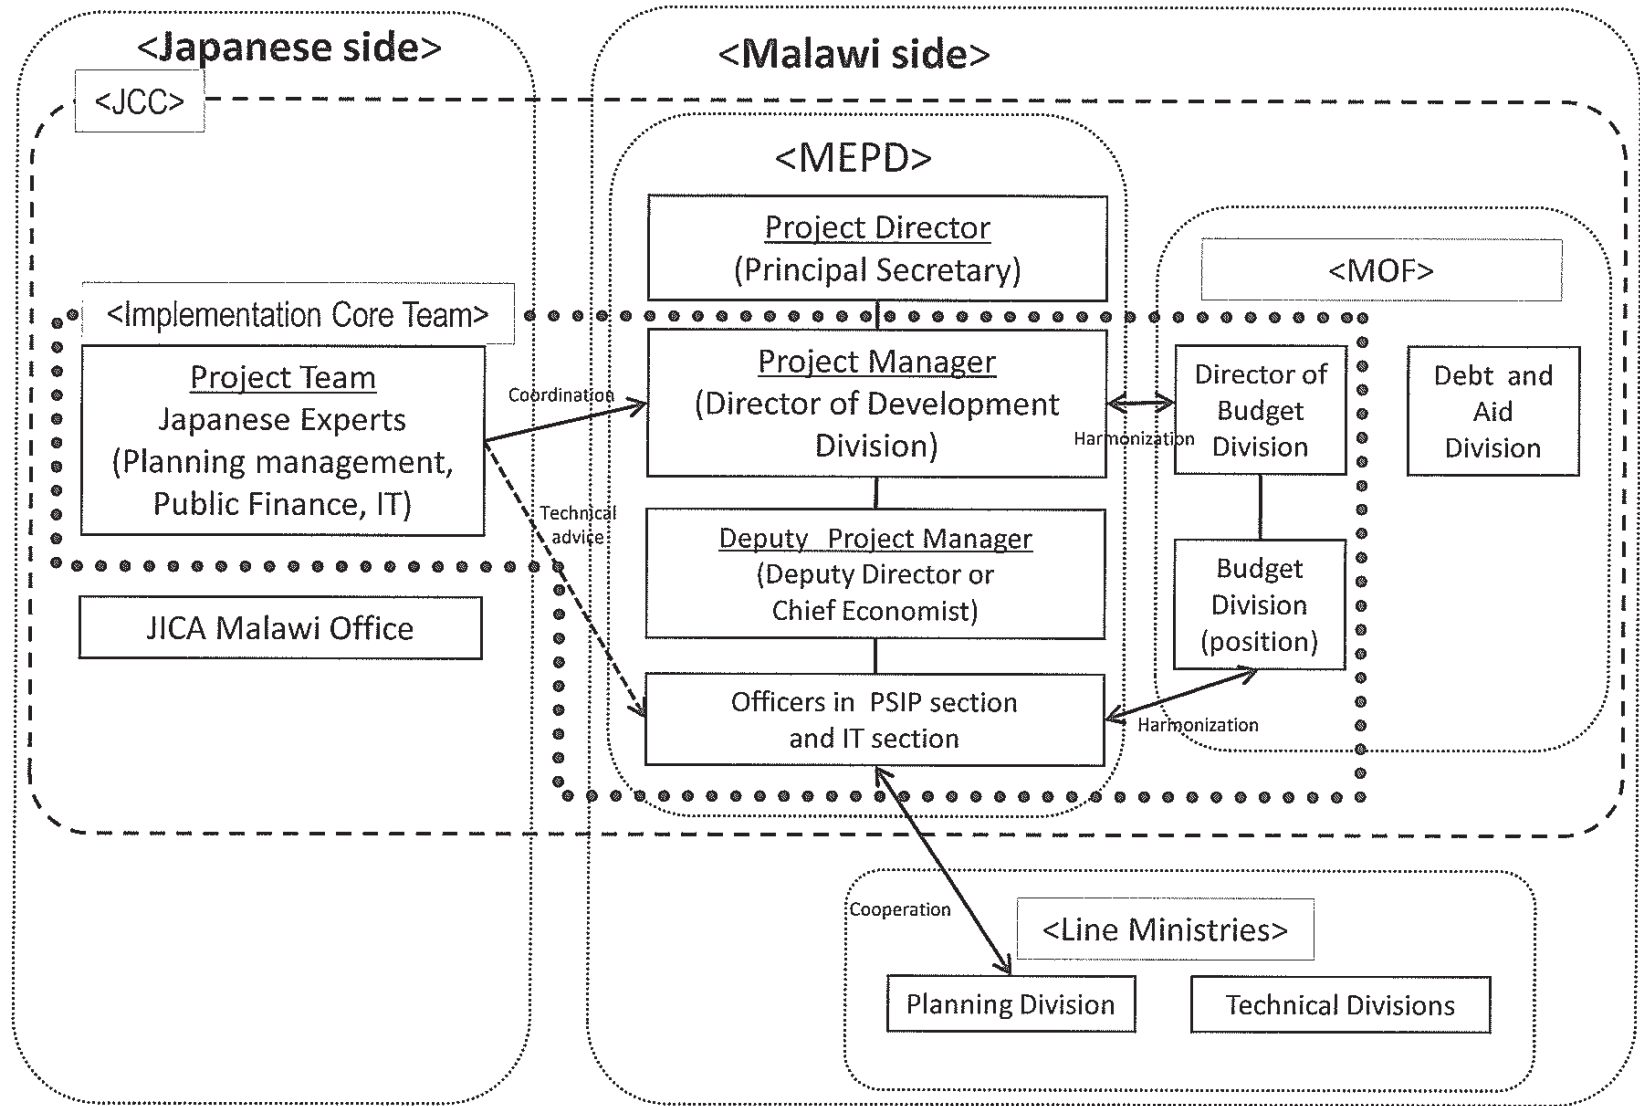 <Japanese side>
<Malawi side>
<JCC>
<MEPD>
Project Director
(Principal Secretary)
<MOF>
<Implementation Core Team>
Project Team
Japanese Experts
(Planning management,
Public Finance, IT)
Coordination
Project Manager
(Director of Development
Division)
Harmonization
Director of
Budget
Division
Debt and
Aid
Division
Technical
advice
Deputy Project Manager
(Deputy Director or
Chief Economist)
Budget
Division
(position)
JICA Malawi Office
Officers in PSIP section
and IT section
Harmonization
Cooperation
<Line Ministries>
Planning Division
Technical Divisions